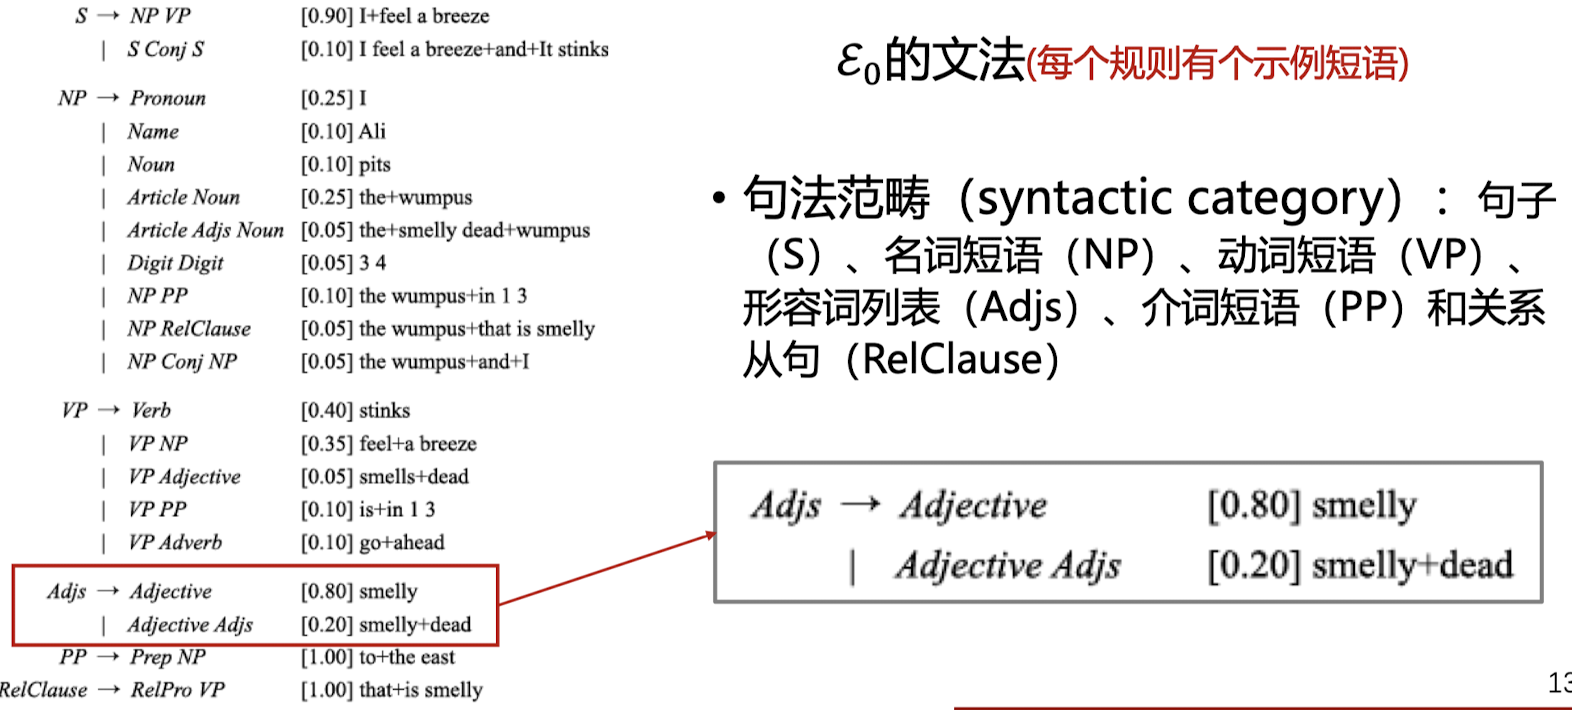 S → NP VP [0.90] I+feel a breeze
| S Conj S [0.10] I feel a breeze+and+It stinks
NP → Pronoun [0.25] I
| Name [0.10] Ali
| Noun [0.10] pits
| Article Noun [0.25] the+wumpus
| Article Adjs Noun [0.05] the+smelly dead+wumpus
| Digit Digit [0.05] 3 4
| NP PP [0.10] the wumpus+in 1 3
| NP RelClause [0.05] the wumpus+that is smelly
| NP Conj NP [0.05] the wumpus+and+I
VP → Verb [0.40] stinks
| VP NP [0.35] feel+a breeze
| VP Adjective [0.05] smells+dead
| VP PP [0.10] is+in 1 3
| VP Adverb [0.10] go+ahead
Adjs → Adjective [0.80] smelly
| Adjective Adjs [0.20] smelly+dead
PP → Prep NP [1.00] to+the east
RelClause → RelPro VP [1.00] that+is smelly
ℰ₀的文法(每个规则有个示例短语)
• 句法范畴（syntactic category）：句子
（S）、名词短语（NP）、动词短语（VP）、
形容词列表（Adjs）、介词短语（PP）和关系
从句（RelClause）
Adjs → Adjective [0.80] smelly
| Adjective Adjs [0.20] smelly+dead
13